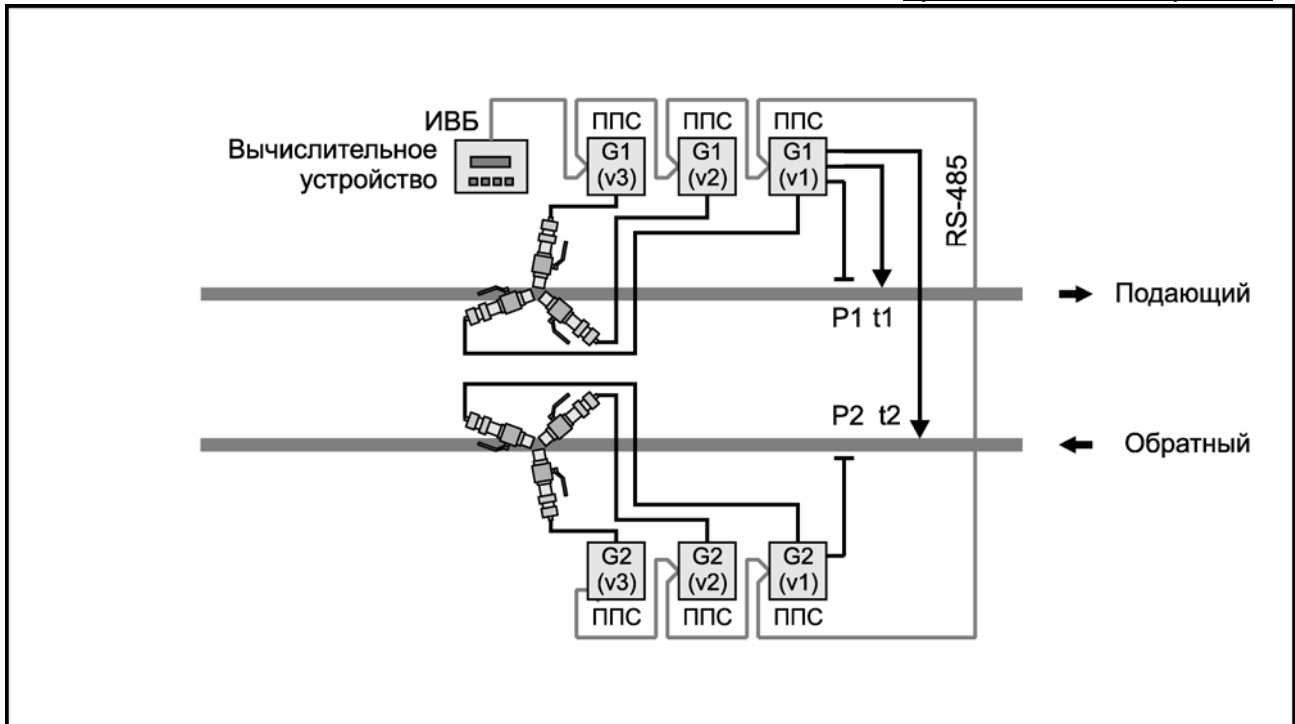 ИВБ
Вычислительное
устройство
ППС
G1
(v3)
ППС
G1
(v2)
ППС
G1
(v1)
RS-485
P1 t1
Подающий
P2 t2
Обратный
G2
(v3)
ППС
G2
(v2)
ППС
G2
(v1)
ППС